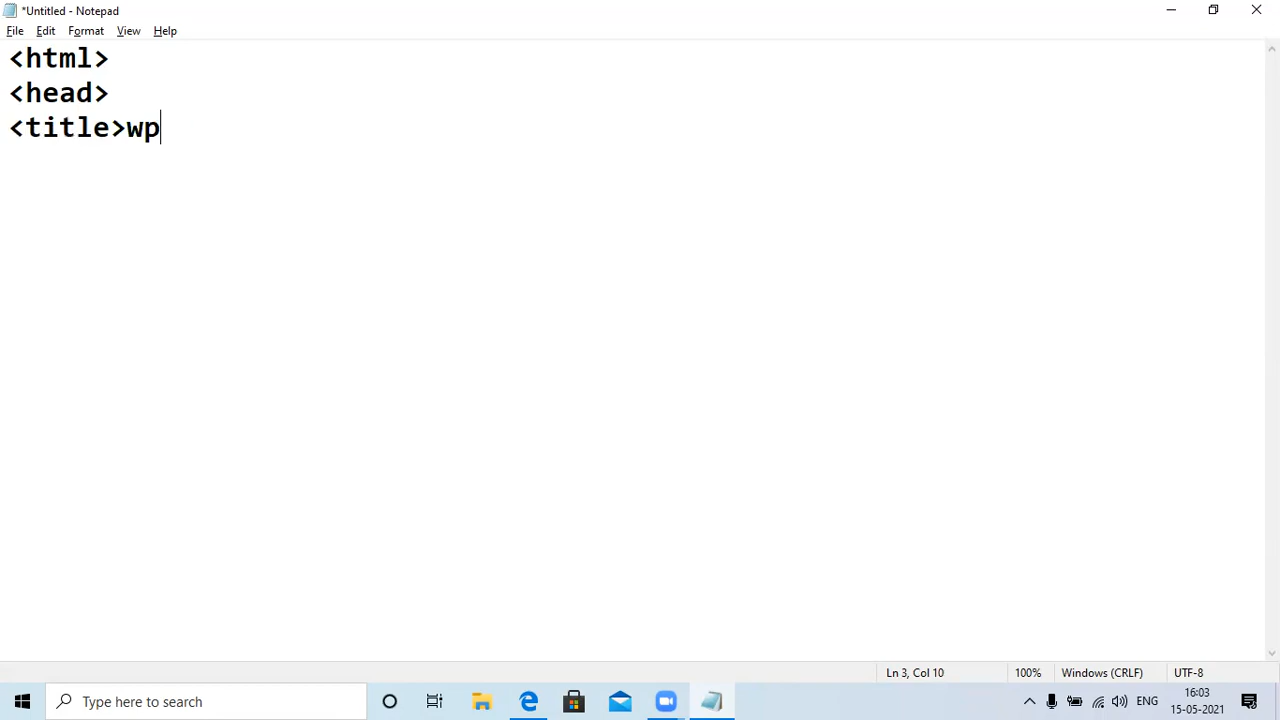 *Untitled - Notepad
File Edit Format View Help
<html>
<head>
<title>wp
Ln 3, Col 10 100% Windows (CRLF) UTF-8
Type here to search
ENG
16:03
15-05-2021